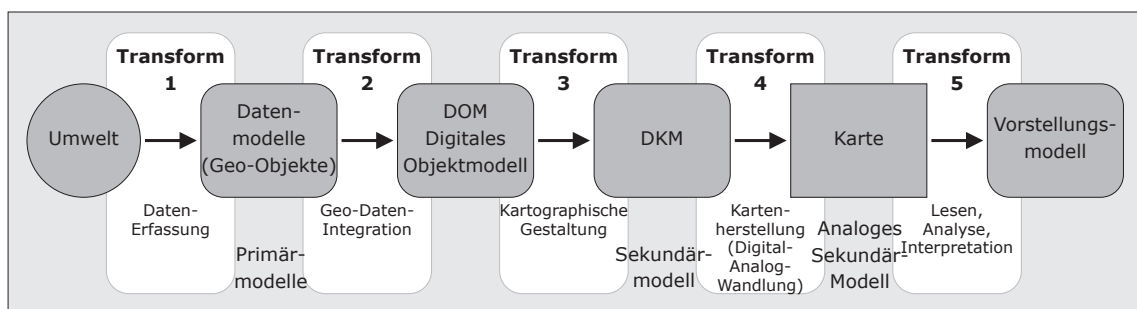 Transform
1
Transform
2
Transform
3
Transform
4
Transform
5
Umwelt
Daten-
modelle
(Geo-Objekte)
DOM
Digitales
Objektmodell
DKM
Karte
Vorstellungs-
modell
Daten-
Erfassung
Primär-
modelle
Geo-Daten-
Integration
Kartographische
Gestaltung
Sekundär-
modell
Karten-
herstellung
(Digital-
Analog-
Wandlung)
Analoges
Sekundär-
Modell
Lesen,
Analyse,
Interpretation